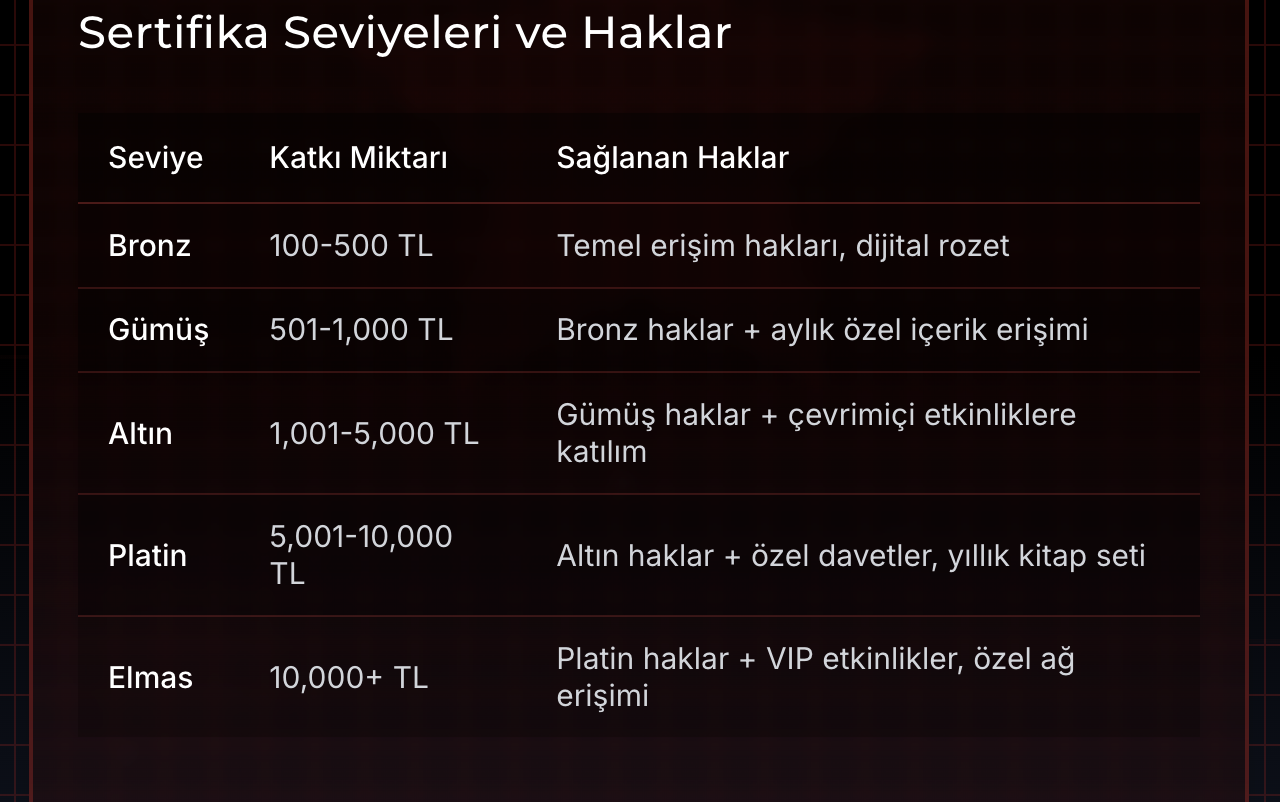 Sertifika Seviyeleri ve Haklar
Seviye Katkı Miktarı Sağlanan Haklar
Bronz 100-500 TL Temel erişim hakları, dijital rozet
Gümüş 501-1,000 TL Bronz haklar + aylık özel içerik erişimi
Altın 1,001-5,000 TL Gümüş haklar + çevrimiçi etkinliklere
katılım
Platin 5,001-10,000
TL Altın haklar + özel davetler, yıllık kitap seti
Elmas 10,000+ TL Platin haklar + VIP etkinlikler, özel ağ
erişimi